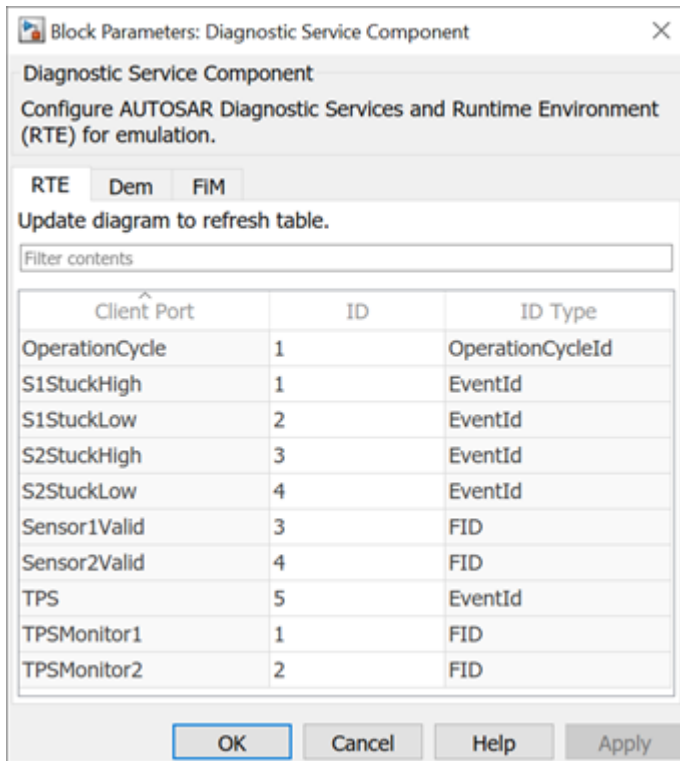 Block Parameters: Diagnostic Service Component
Diagnostic Service Component
Configure AUTOSAR Diagnostic Services and Runtime Environment
(RTE) for emulation.
RTE Dem FiM
Update diagram to refresh table.
Filter contents
Client Port ID ID Type
OperationCycle 1 OperationCycleId
S1StuckHigh 1 EventId
S1StuckLow 2 EventId
S2StuckHigh 3 EventId
S2StuckLow 4 EventId
Sensor1Valid 3 FID
Sensor2Valid 4 FID
TPS 5 EventId
TPSMonitor1 1 FID
TPSMonitor2 2 FID
OK Cancel Help Apply